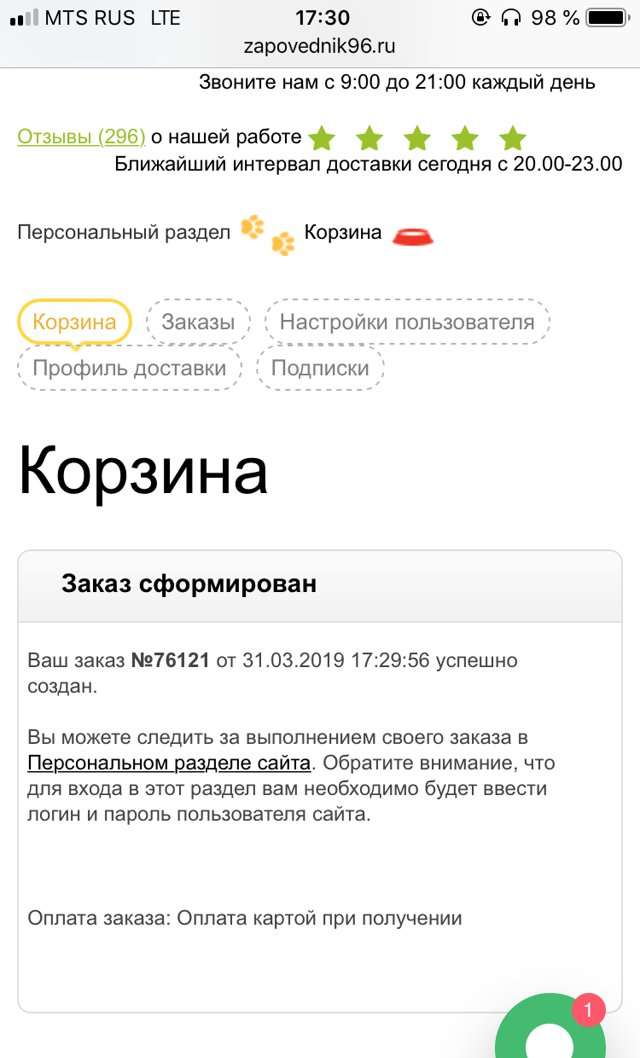 MTS RUS LTE 17:30 98 %
zapovednik96.ru
Звоните нам с 9:00 до 21:00 каждый день
Отзывы (296) о нашей работе
Ближайший интервал доставки сегодня с 20.00-23.00
Персональный раздел Корзина
Корзина Заказы Настройки пользователя
Профиль доставки Подписки
Корзина
Заказ сформирован
Ваш заказ №76121 от 31.03.2019 17:29:56 успешно
создан.
Вы можете следить за выполнением своего заказа в
Персональном разделе сайта. Обратите внимание, что
для входа в этот раздел вам необходимо будет ввести
логин и пароль пользователя сайта.
Оплата заказа: Оплата картой при получении
1